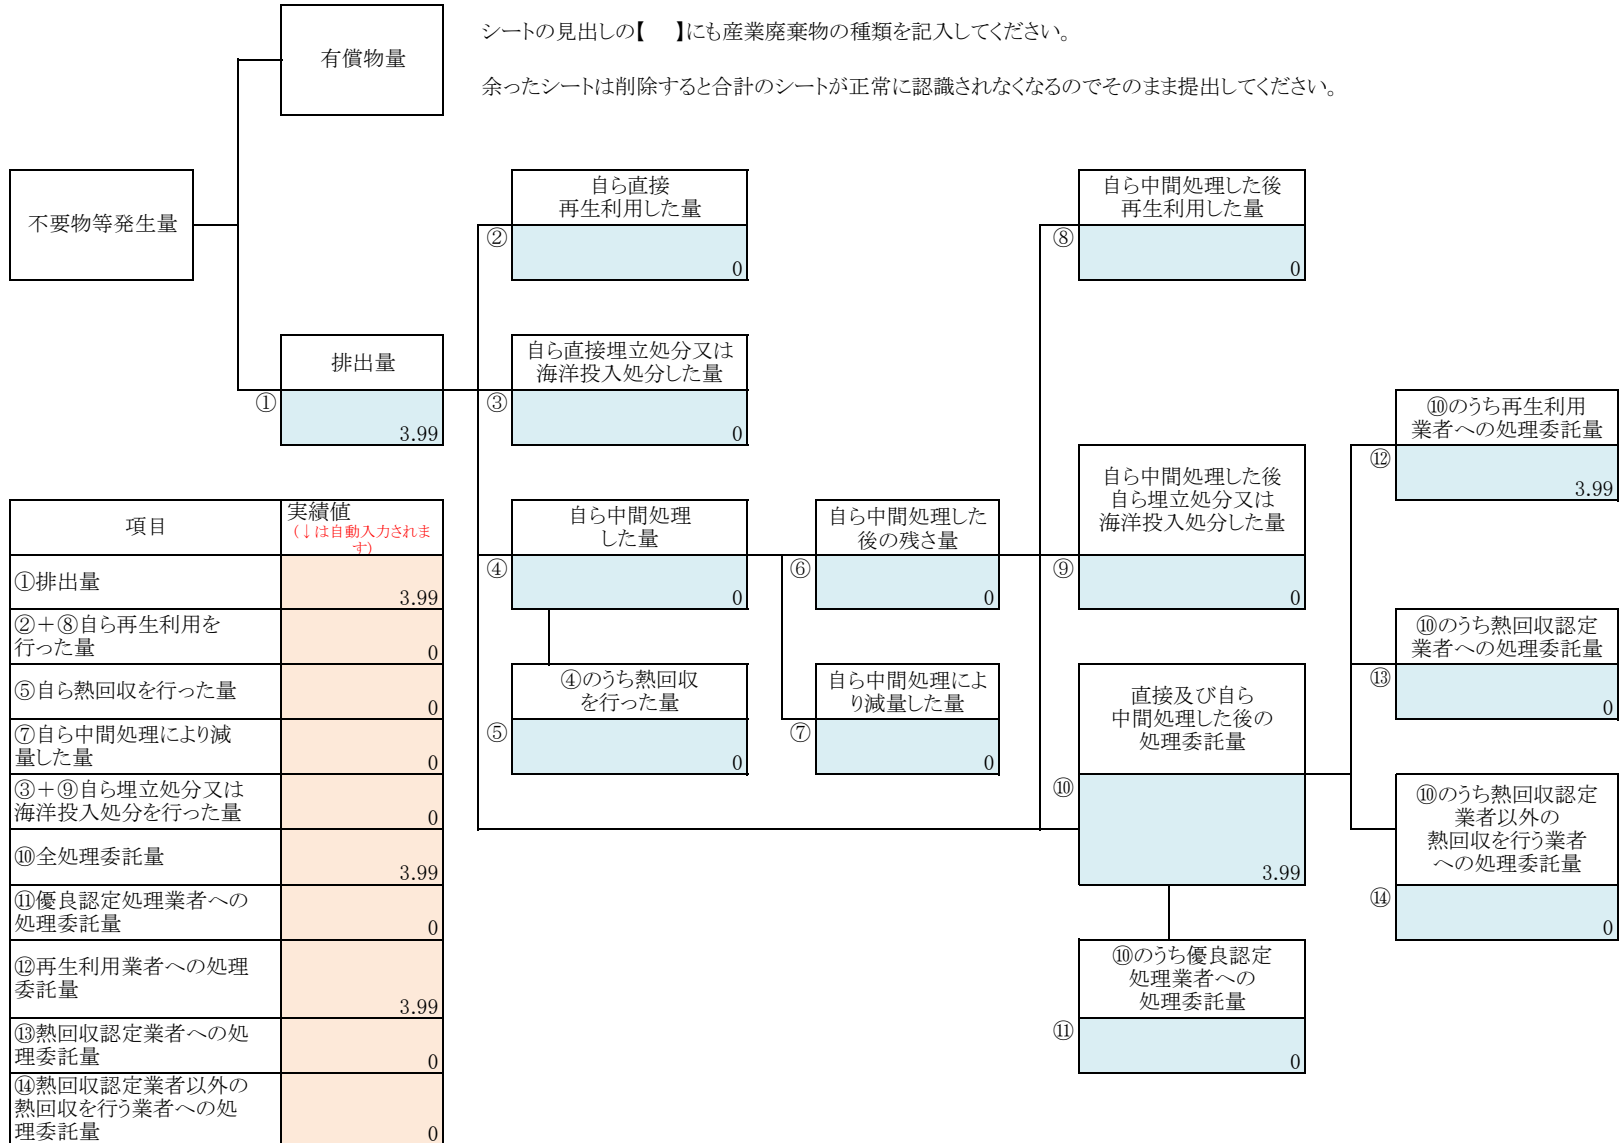 シートの見出しの【　】にも産業廃棄物の種類を記入してください。
余ったシートは削除すると合計のシートが正常に認識されなくなるのでそのまま提出してください。
有償物量
不要物等発生量
排出量
①
3.99
自ら直接
再生利用した量
②
0
自ら直接埋立処分又は
海洋投入処分した量
③
0
自ら中間処理
した量
④
0
④のうち熱回収
を行った量
⑤
0
自ら中間処理した
後の残さ量
⑥
0
自ら中間処理によ
り減量した量
⑦
0
自ら中間処理した後
再生利用した量
⑧
0
自ら中間処理した後
自ら埋立処分又は
海洋投入処分した量
⑨
0
直接及び自ら
中間処理した後の
処理委託量
⑩
3.99
⑩のうち優良認定
処理業者への
処理委託量
⑪
0
⑩のうち再生利用
業者への処理委託量
⑫
3.99
⑩のうち熱回収認定
業者への処理委託量
⑬
0
⑩のうち熱回収認定
業者以外の
熱回収を行う業者
への処理委託量
⑭
0
項目
実績値
(↓は自動入力されま
す)
①排出量
3.99
②＋⑧自ら再生利用を
行った量
0
⑤自ら熱回収を行った量
0
⑦自ら中間処理により減
量した量
0
③＋⑨自ら埋立処分又は
海洋投入処分を行った量
0
⑩全処理委託量
3.99
⑪優良認定処理業者への
処理委託量
0
⑫再生利用業者への処理
委託量
3.99
⑬熱回収認定業者への処
理委託量
0
⑭熱回収認定業者以外の
熱回収を行う業者への処
理委託量
0